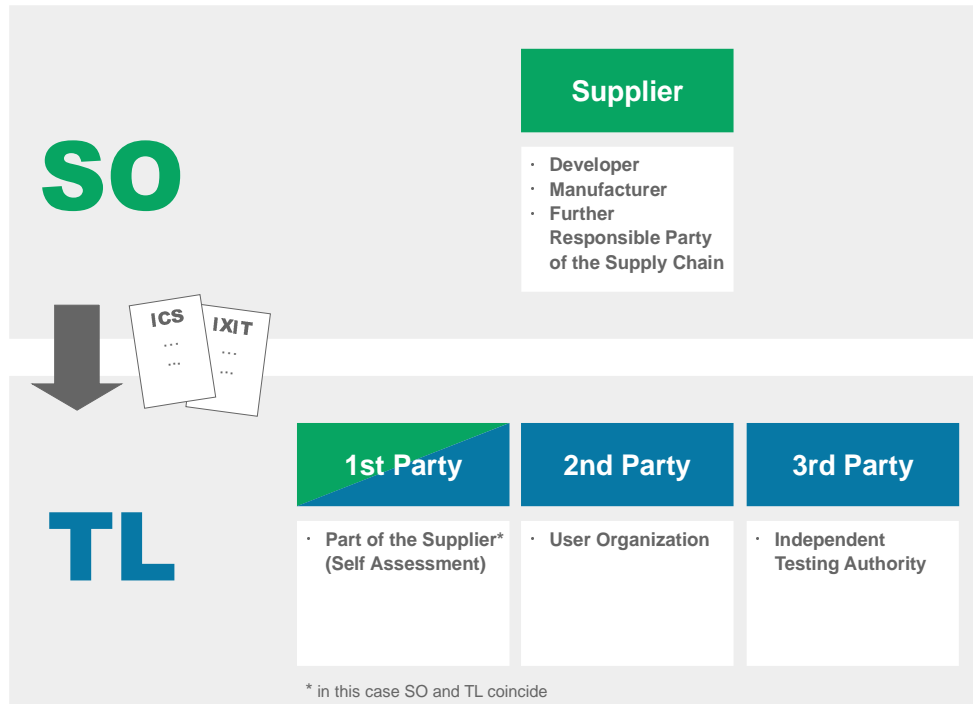 SO
Supplier
· Developer
· Manufacturer
· Further
Responsible Party
of the Supply Chain
ICS
...
...
IXIT
...
...
TL
1st Party
· Part of the Supplier*
(Self Assessment)
2nd Party
· User Organization
3rd Party
· Independent
Testing Authority
* in this case SO and TL coincide